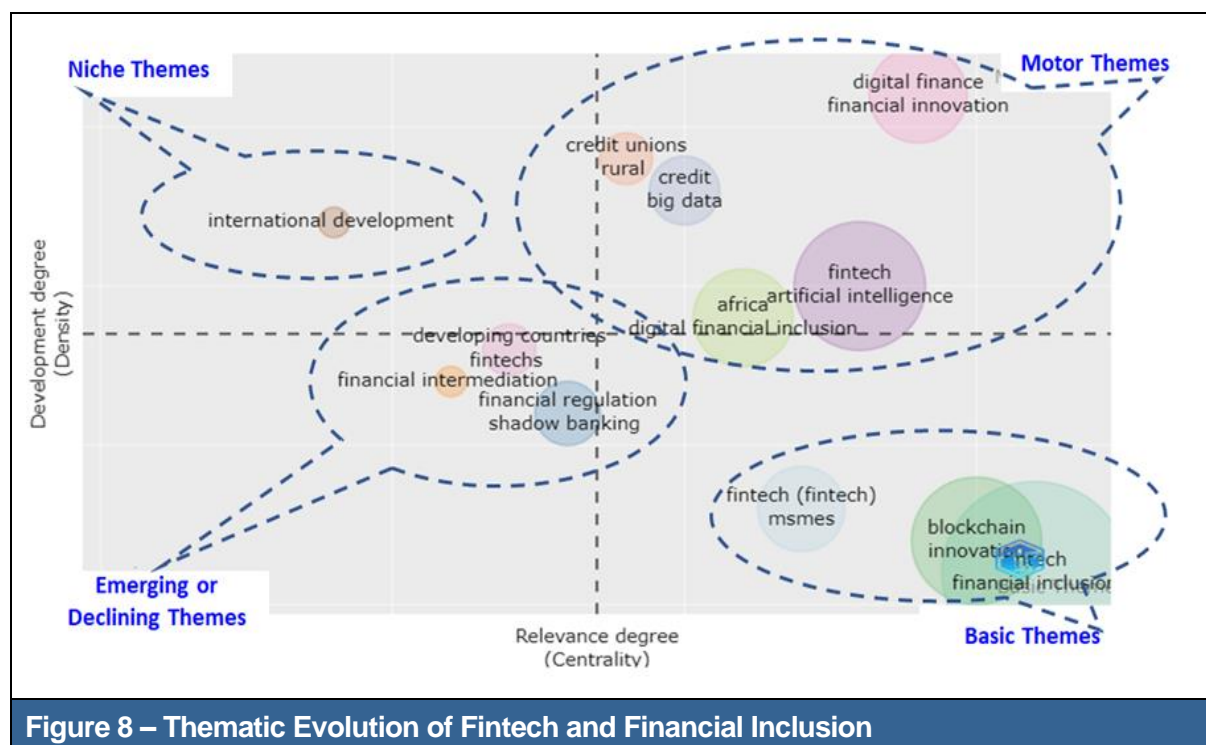 Niche Themes
Motor Themes
digital finance
financial innovation
credit unions
rural
credit
big data
international development
fintech
artificial intelligence
africa
digital financial inclusion
developing countries
fintechs
financial intermediation
financial regulation
shadow banking
Development degree
(Density)
fintech (fintech)
msmes
blockchain
innovation
financial inclusion
Emerging or
Declining Themes
Basic Themes
Relevance degree
(Centrality)
Figure 8 – Thematic Evolution of Fintech and Financial Inclusion